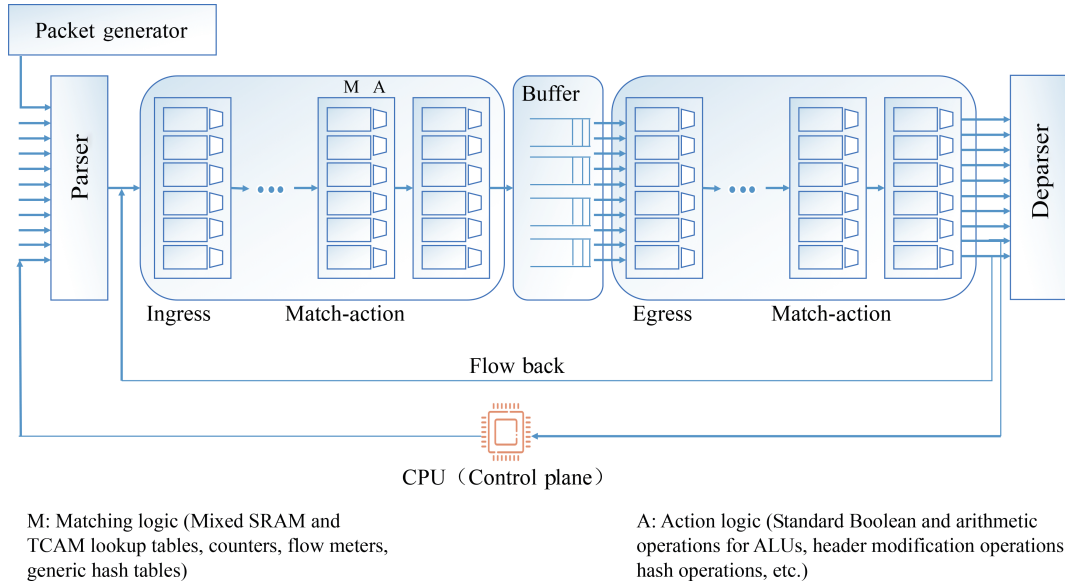 Packet generator
Parser
M A
Buffer
Deparser
Ingress
Match-action
Egress
Match-action
Flow back
CPU（Control plane）
M: Matching logic (Mixed SRAM and
TCAM lookup tables, counters, flow meters,
generic hash tables)
A: Action logic (Standard Boolean and arithmetic
operations for ALUs, header modification operations
hash operations, etc.)